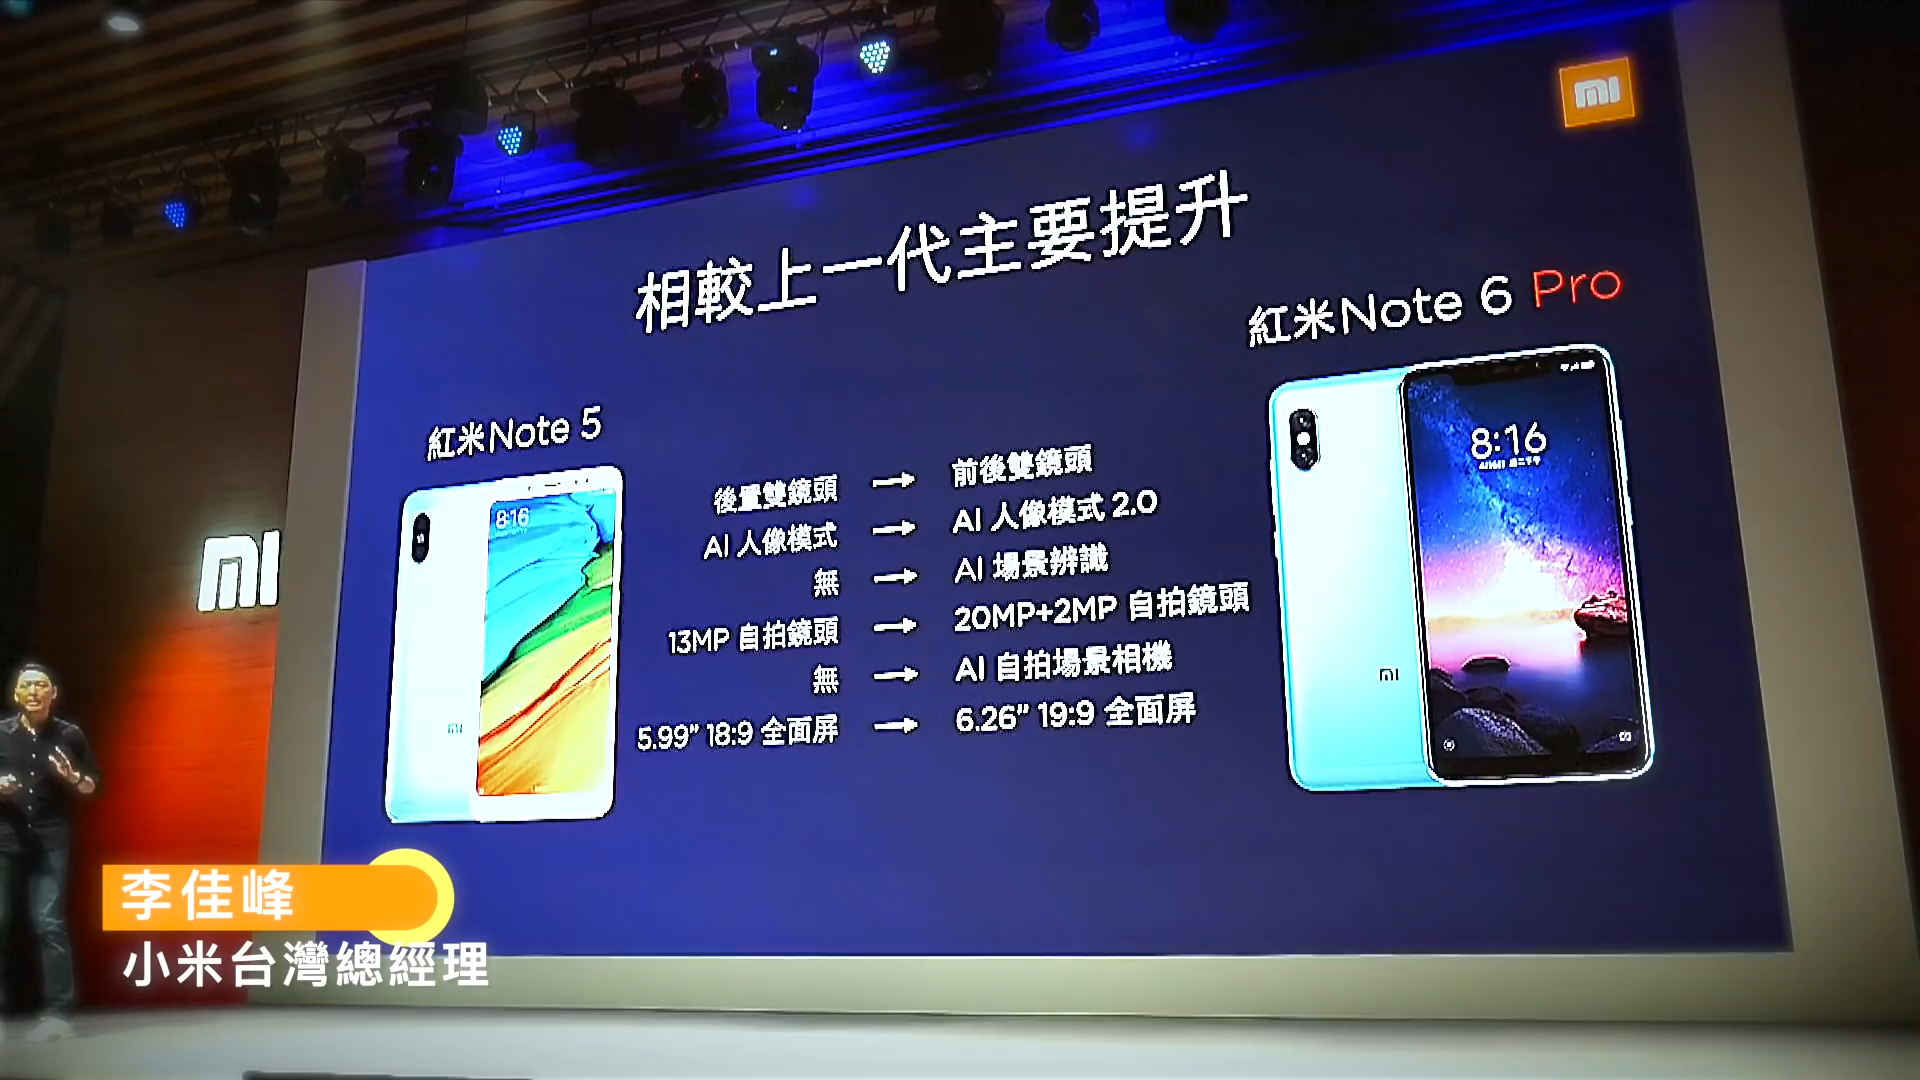 MI
相較上一代主要提升
紅米Note 6 Pro
紅米Note 5
後置雙鏡頭 → 前後雙鏡頭
AI 人像模式 → AI 人像模式 2.0
無 → AI 場景辨識
13MP 自拍鏡頭 → 20MP+2MP 自拍鏡頭
無 → AI 自拍場景相機
5.99” 18:9 全面屏 → 6.26” 19:9 全面屏
8:16
8:16
MI
MI
MI
李佳峰
小米台灣總經理